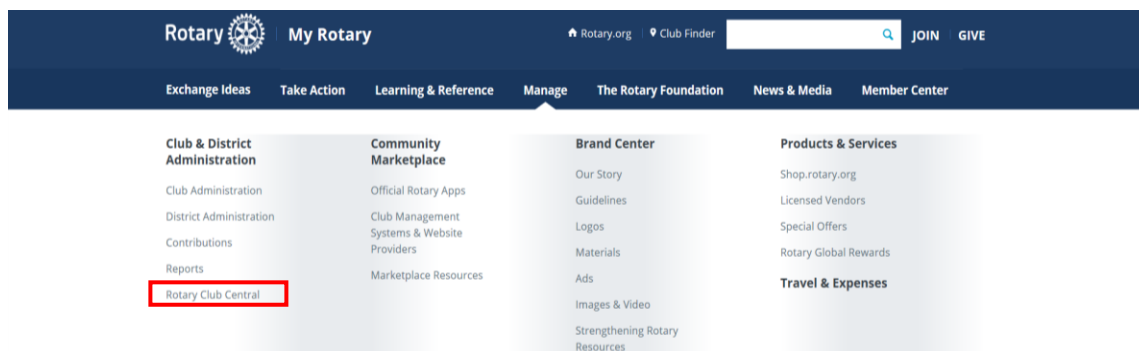 Rotary | My Rotary
Rotary.org | Club Finder
JOIN | GIVE
Exchange Ideas Take Action Learning & Reference Manage The Rotary Foundation News & Media Member Center
Club & District
Administration
Club Administration
District Administration
Contributions
Reports
Rotary Club Central
Community
Marketplace
Official Rotary Apps
Club Management
Systems & Website
Providers
Marketplace Resources
Brand Center
Our Story
Guidelines
Logos
Materials
Ads
Images & Video
Strengthening Rotary
Resources
Products & Services
Shop.rotary.org
Licensed Vendors
Special Offers
Rotary Global Rewards
Travel & Expenses